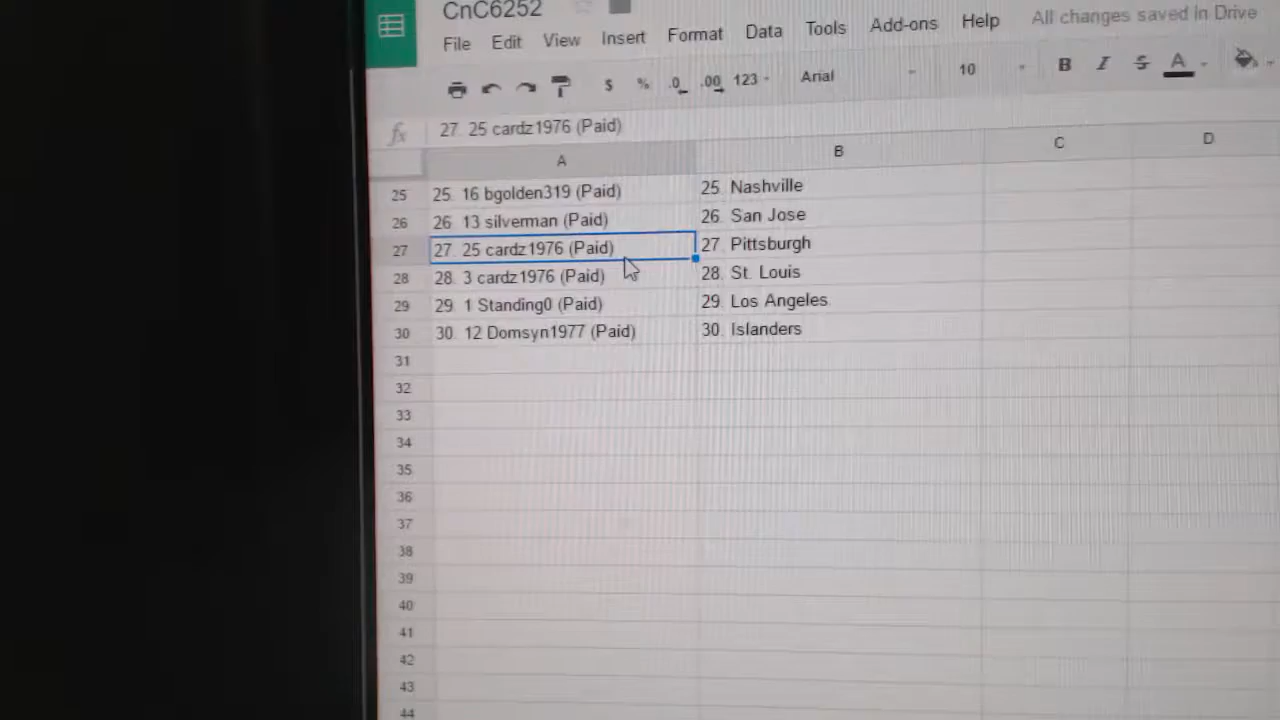 CnC6252
File Edit View Insert Format Data Tools Add-ons Help All changes saved in Drive
$ % .0 .00 123 Arial 10 B I S A
fx 27. 25 cardz1976 (Paid)
A B C D
25 25. 16 bgolden319 (Paid) 25. Nashville
26 26. 13 silverman (Paid) 26. San Jose
27 27. 25 cardz1976 (Paid) 27. Pittsburgh
28 28. 3 cardz1976 (Paid) 28. St. Louis
29 29. 1 Standing0 (Paid) 29. Los Angeles
30 30. 12 Domsyn1977 (Paid) 30. Islanders
31
32
33
34
35
36
37
38
39
40
41
42
43
44